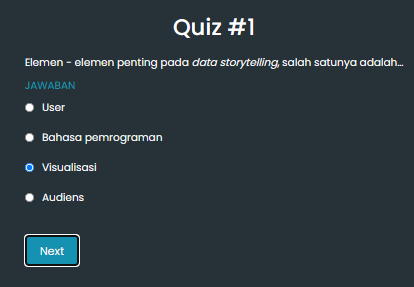 Quiz #1
Elemen - elemen penting pada data storytelling, salah satunya adalah...
JAWABAN
User
Bahasa pemrograman
Visualisasi
Audiens
Next